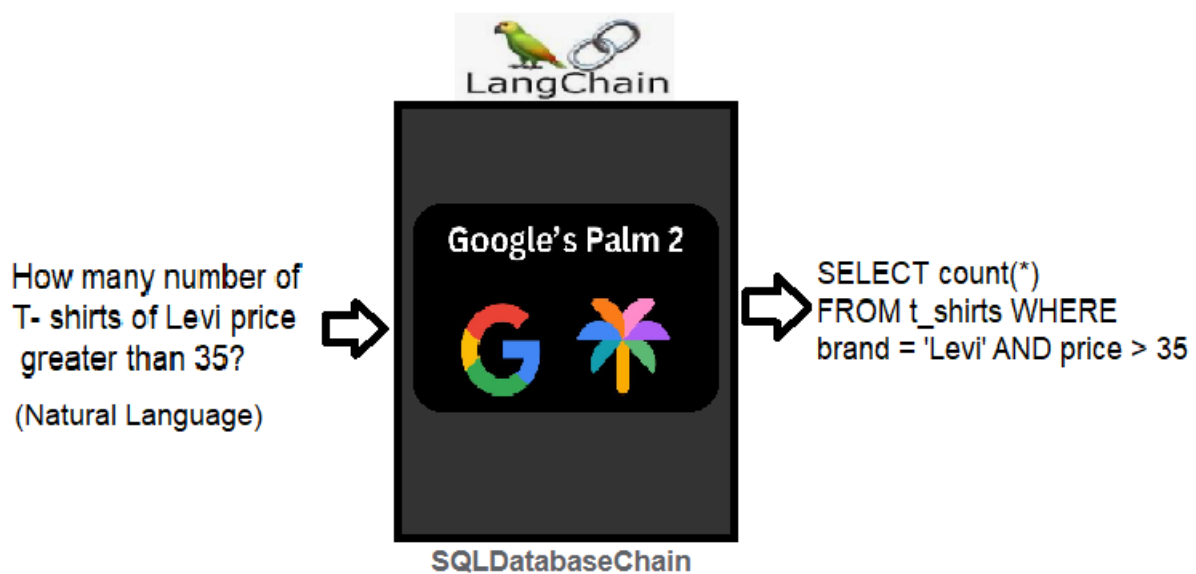 LangChain
Google's Palm 2
How many number of
T- shirts of Levi price
greater than 35?
(Natural Language)
SELECT count(*)
FROM t_shirts WHERE
brand = 'Levi' AND price > 35
SQLDatabaseChain